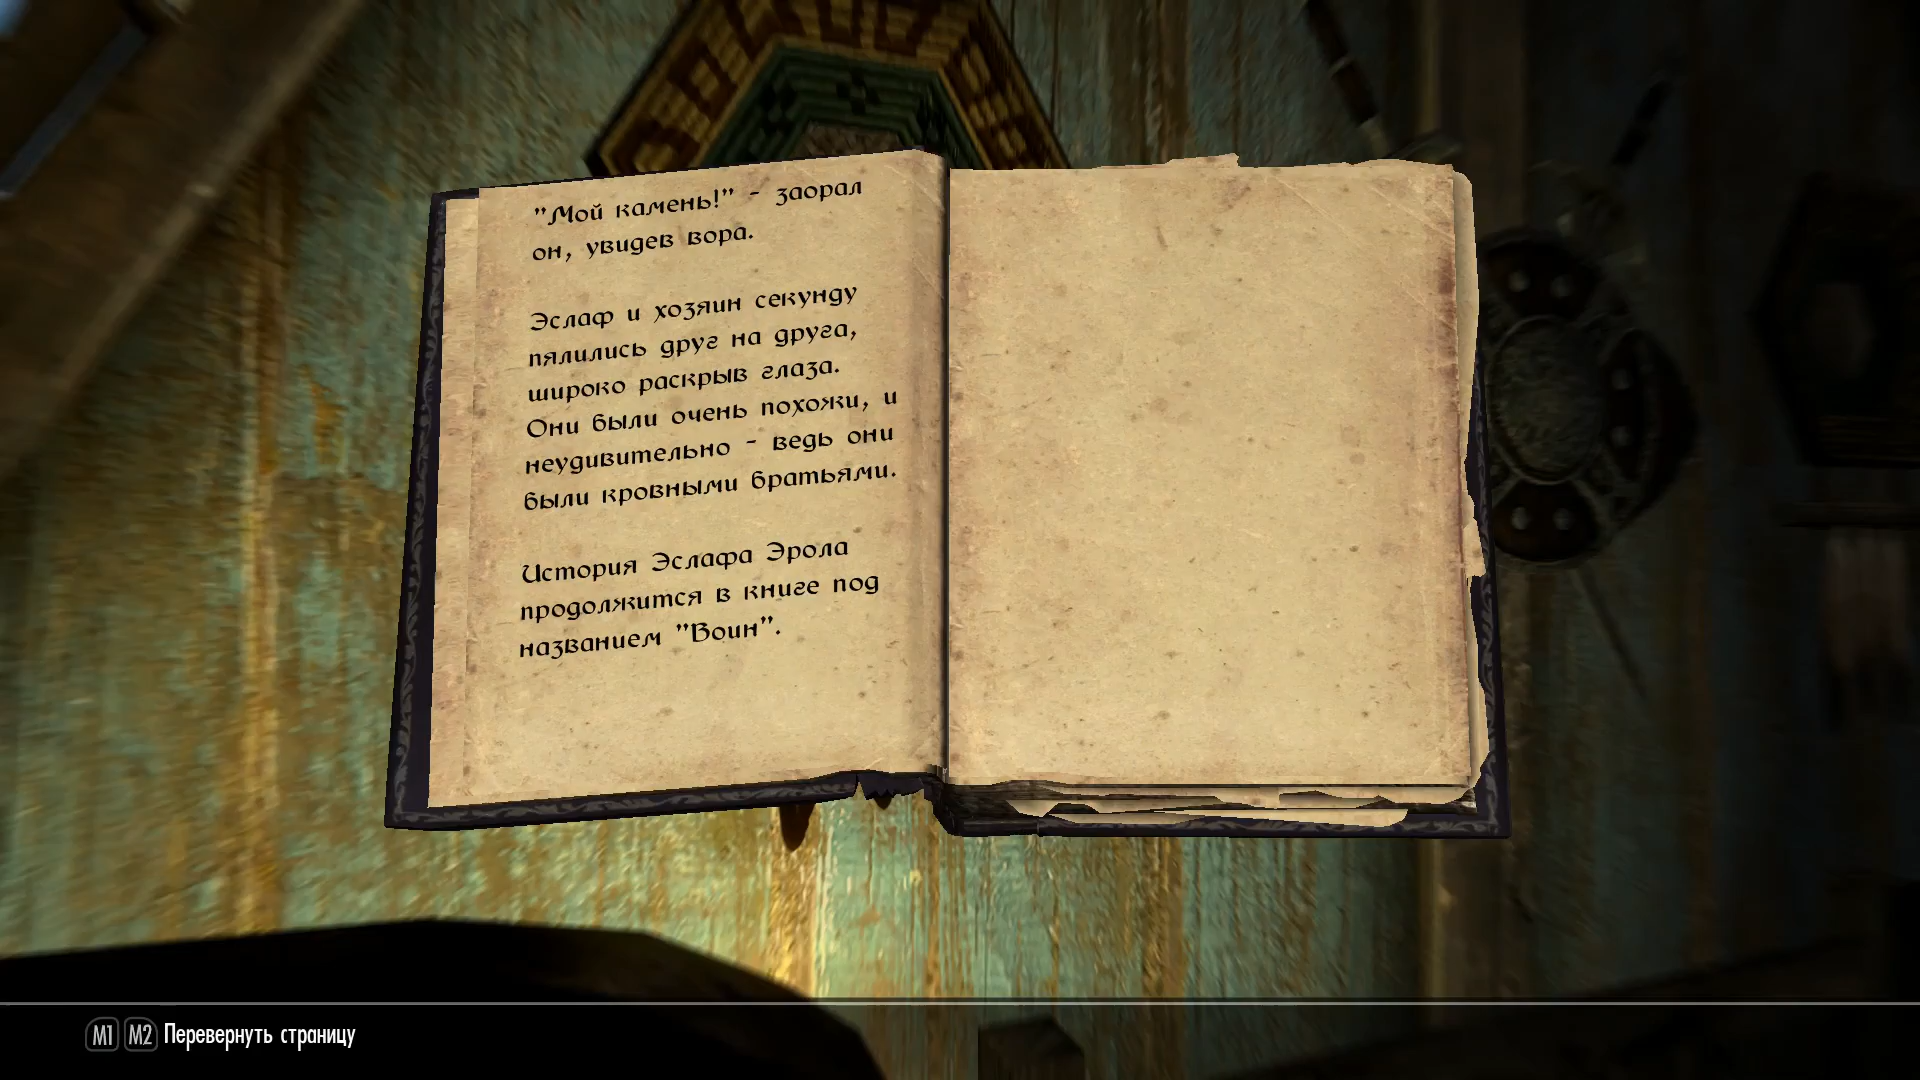 "Мой камень!" - заорал
он, увидев вора.
Эслаф и хозяин секунду
пялились друг на друга,
широко раскрыв глаза.
Они были очень похожи, и
неудивительно - ведь они
были кровными братьями.
История Эслафа Эрола
продолжится в книге под
названием "Воин".
M1 M2 Перевернуть страницу